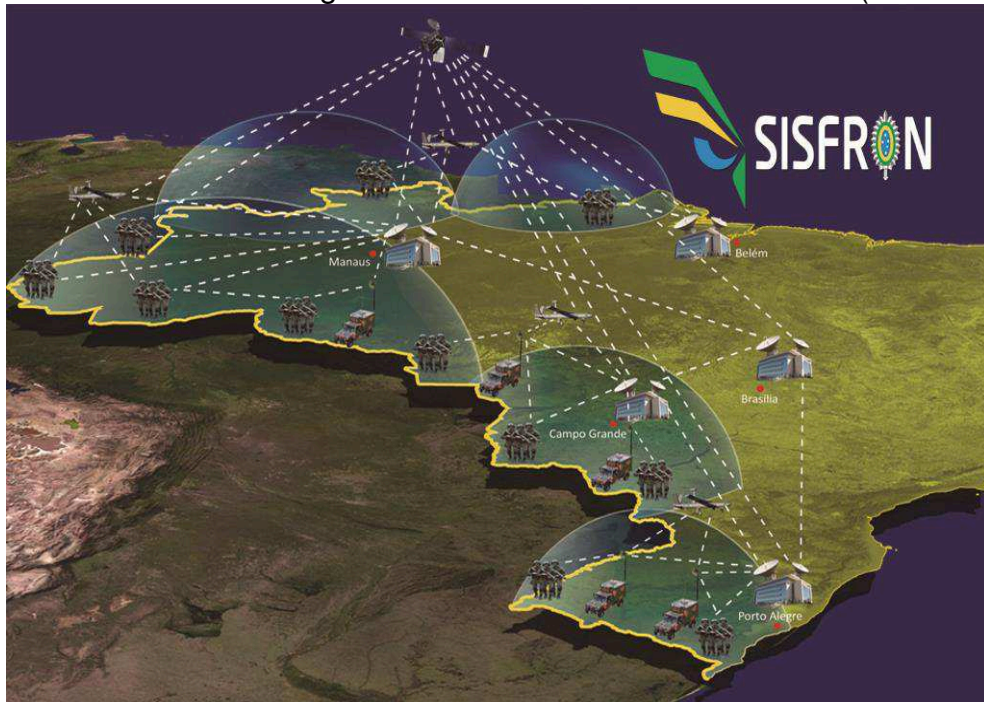 SISFRON
Belém
Manaus
Brasília
Campo Grande
Porto Alegre